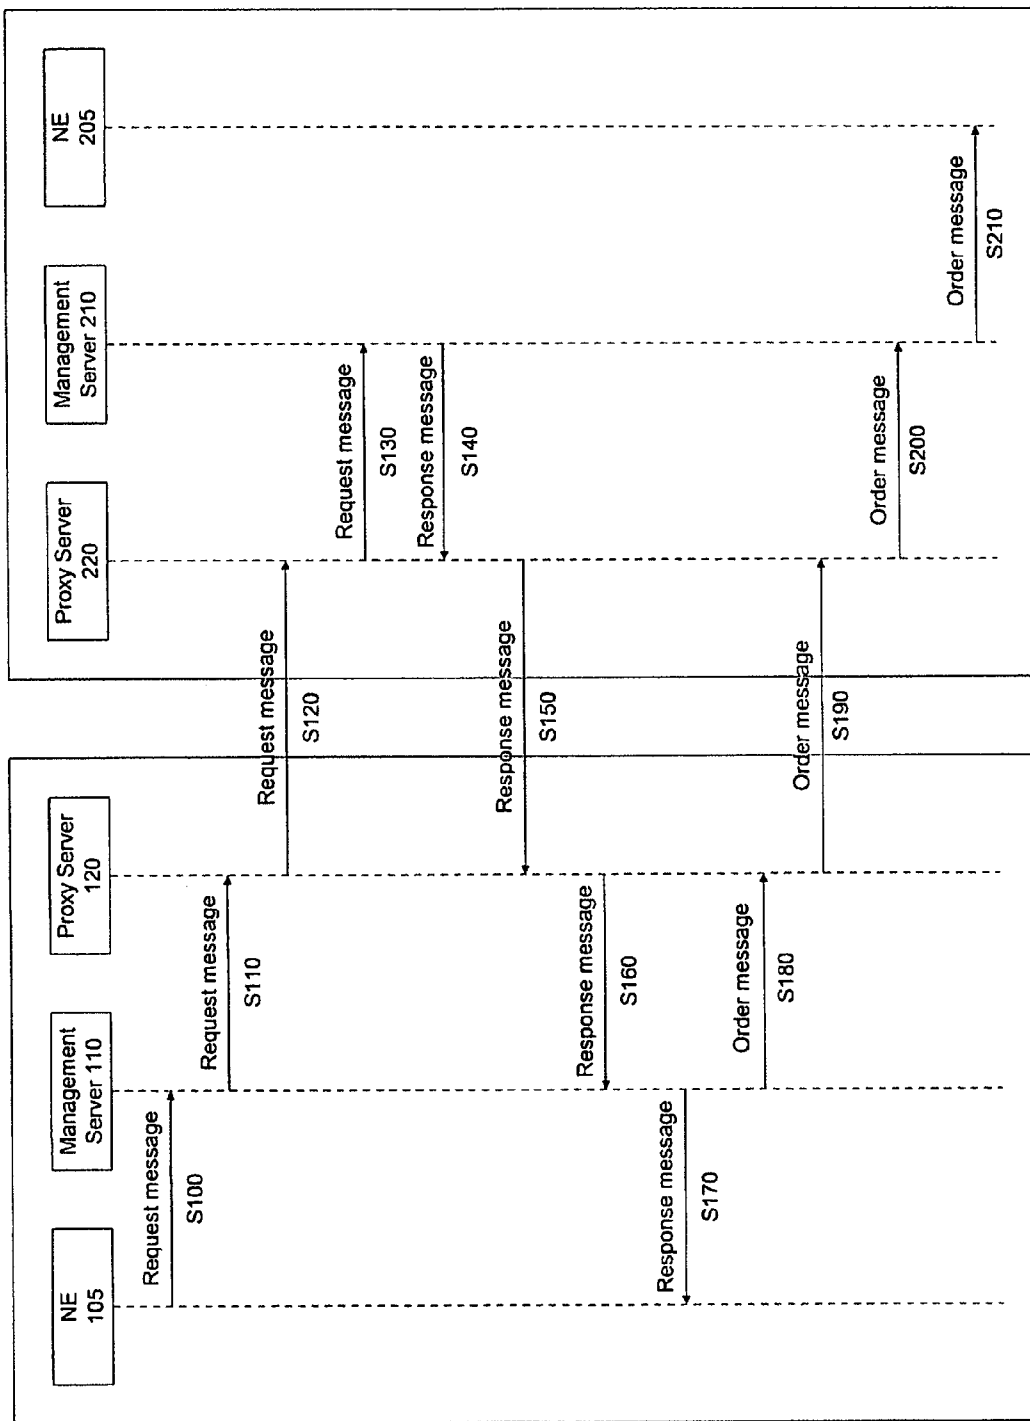 NE
105
Management
Server 110
Proxy Server
120
Proxy Server
220
Management
Server 210
NE
205
Request message
S100
Request message
S110
Request message
S120
Request message
S130
Response message
S140
Response message
S150
Response message
S160
Response message
S170
Order message
S180
Order message
S190
Order message
S200
Order message
S210